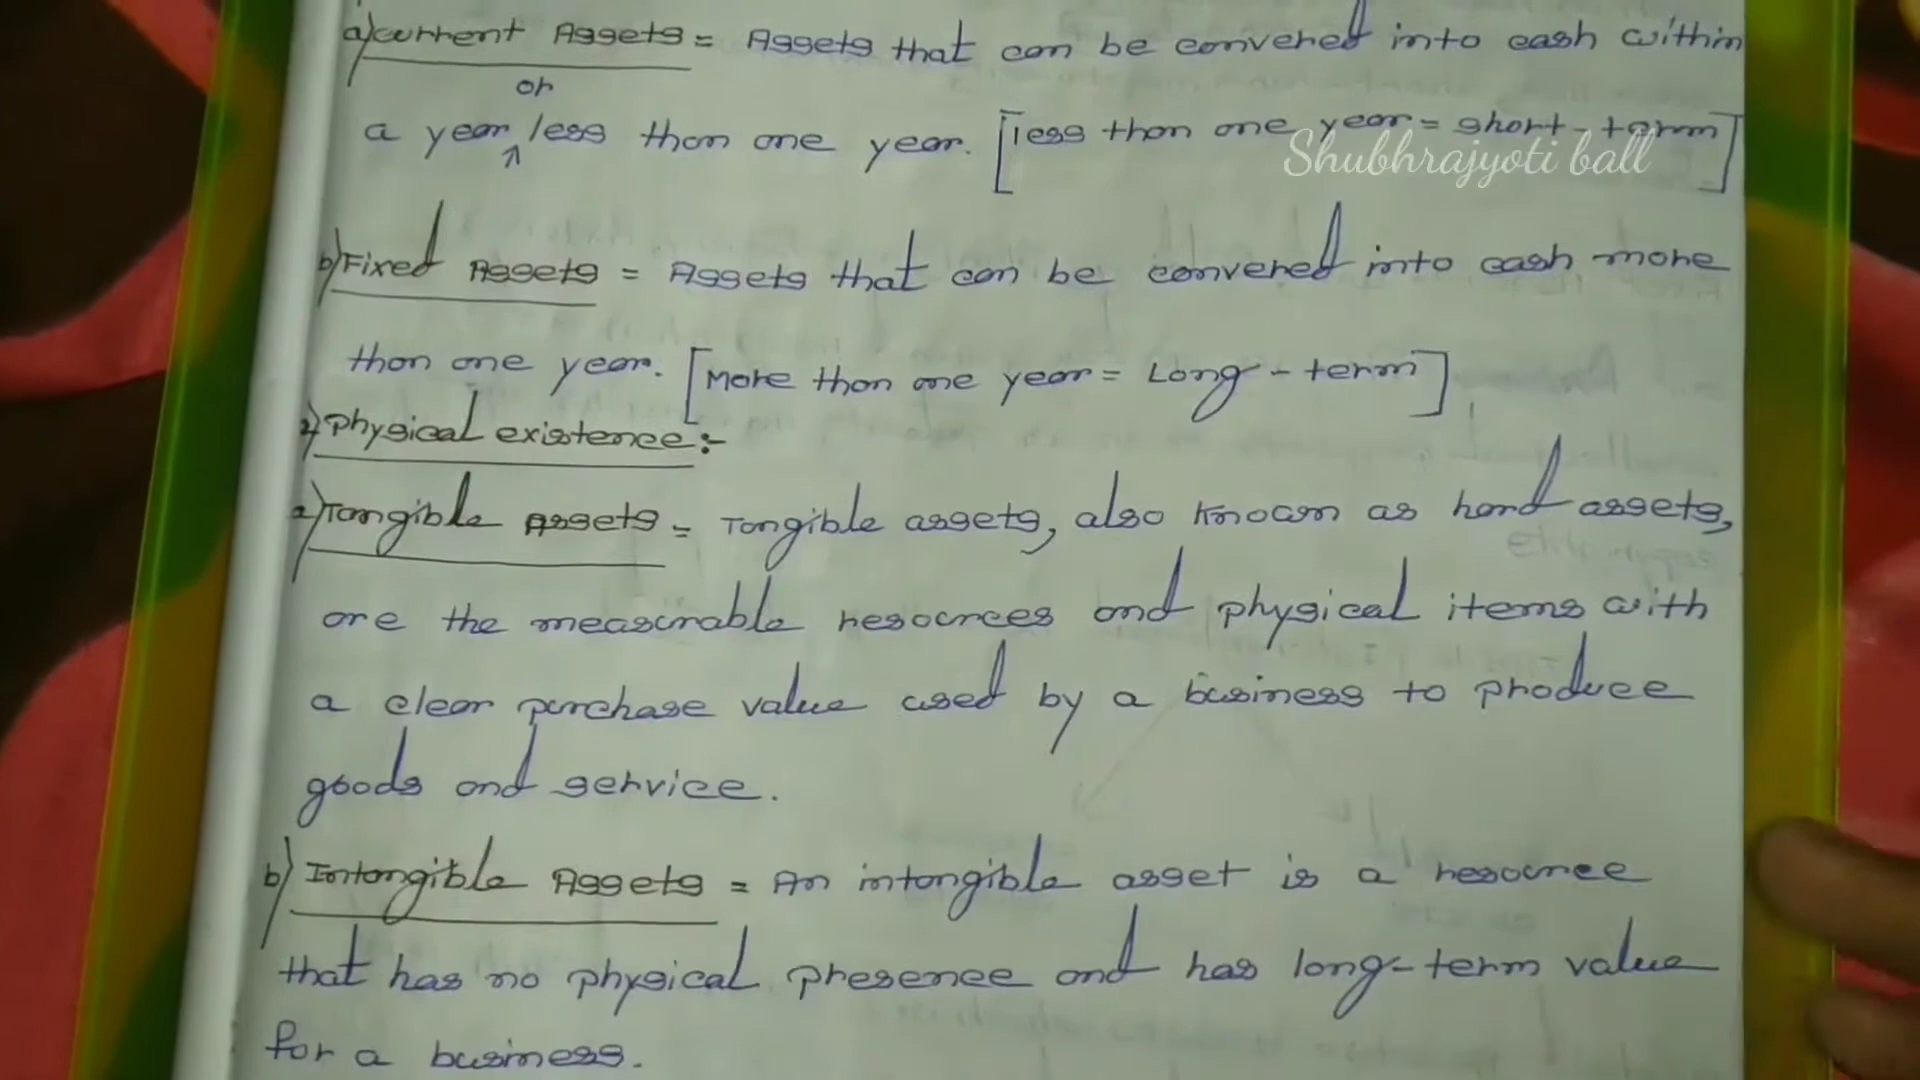 a) current Assets = Assets that can be convered into cash within
or
a year less than one year. [less than one year = short-term]
Shubhrajyoti ball
b) Fixed Assets = Assets that can be convered into cash more
than one year. [More than one year = Long-term]
2) Physical existence:-
a) Tangible Assets = Tangible assets, also known as hard assets,
are the measurable resources and physical items with
a clear purchase value used by a business to produce
goods and service.
b) Intangible Assets = An intangible asset is a resource
that has no physical presence and has long-term value
for a business.